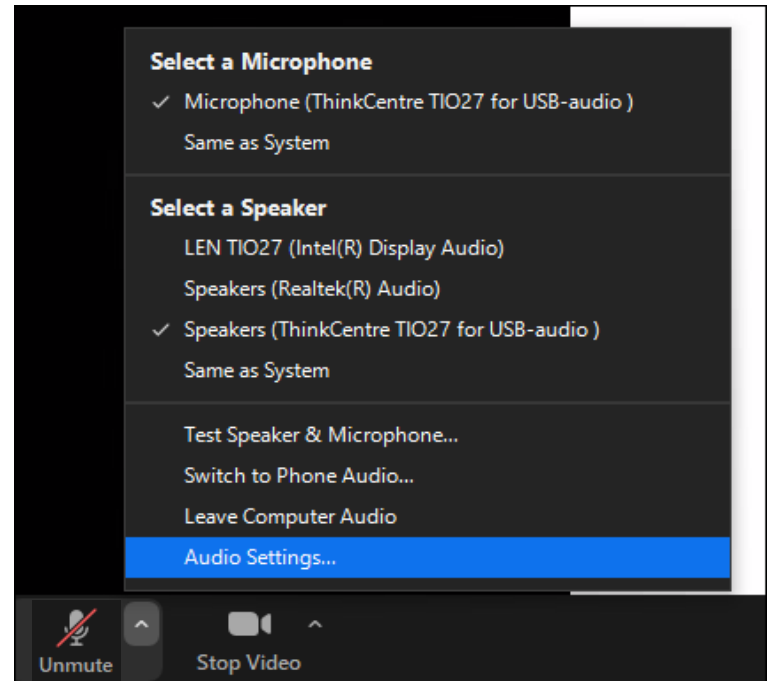 Select a Microphone
Microphone (ThinkCentre TIO27 for USB-audio )
Same as System
Select a Speaker
LEN TIO27 (Intel(R) Display Audio)
Speakers (Realtek(R) Audio)
Speakers (ThinkCentre TIO27 for USB-audio )
Same as System
Test Speaker & Microphone...
Switch to Phone Audio...
Leave Computer Audio
Audio Settings...
Unmute Stop Video